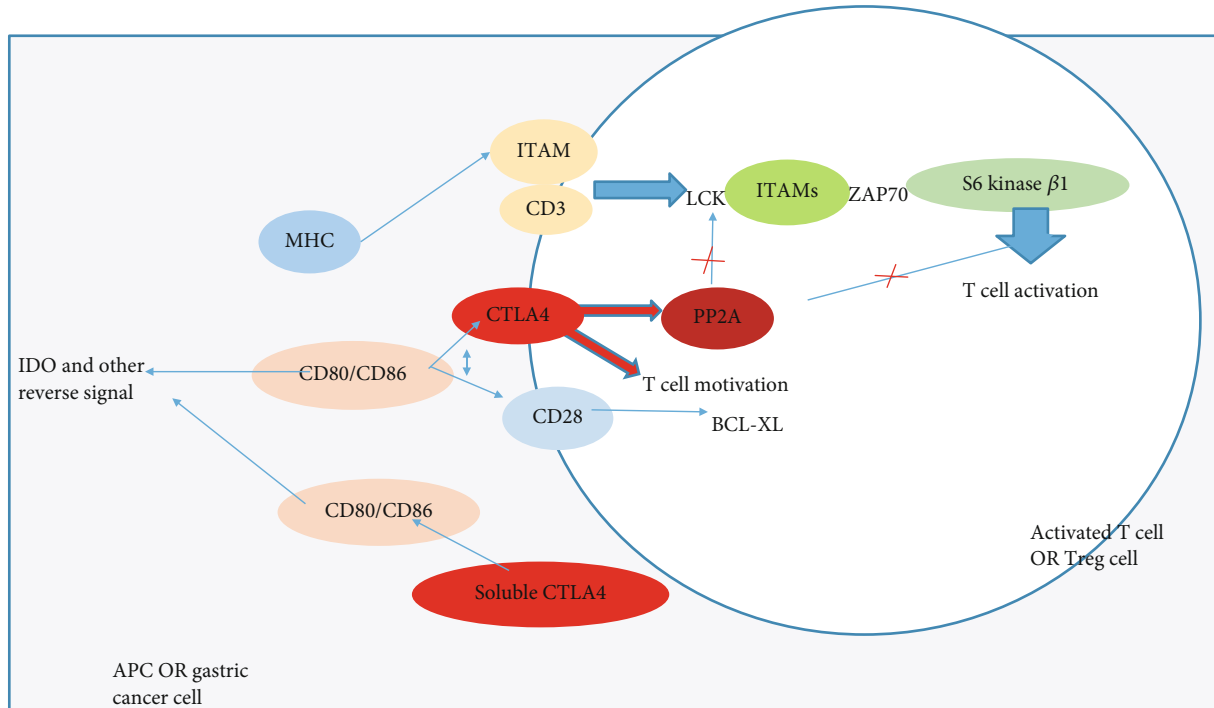 ITAM
CD3
MHC
LCK
ITAMs
ZAP70
S6 kinase β1
T cell activation
CTLA4
PP2A
IDO and other
reverse signal
CD80/CD86
T cell motivation
CD28
BCL-XL
CD80/CD86
Activated T cell
OR Treg cell
Soluble CTLA4
APC OR gastric
cancer cell